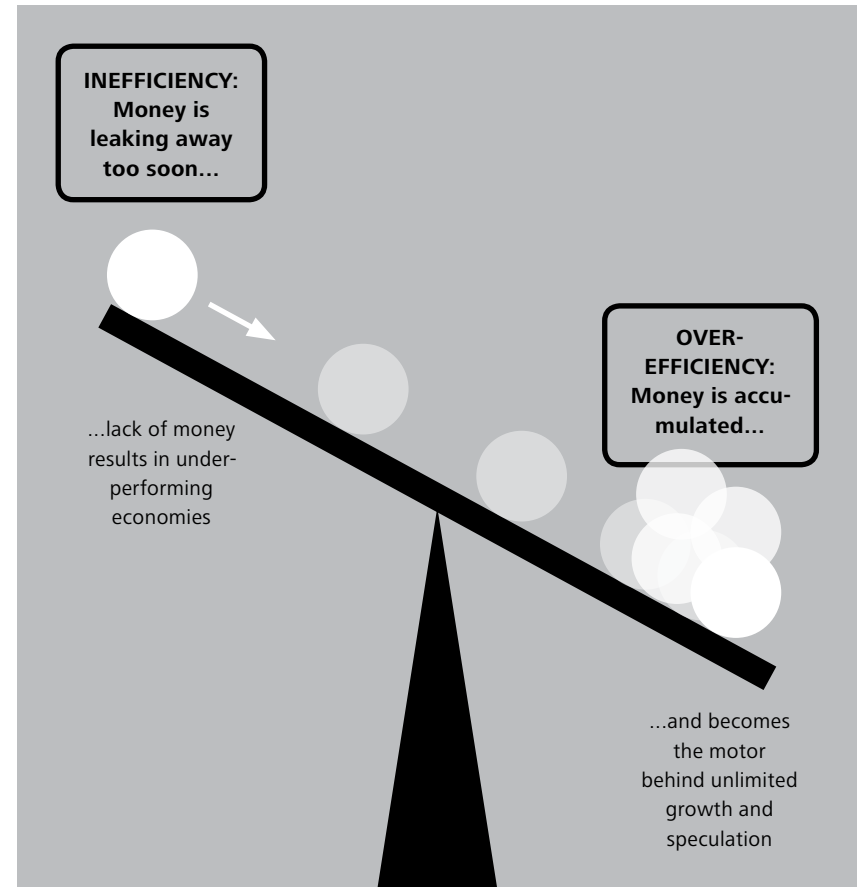 INEFFICIENCY:
Money is
leaking away
too soon…
…lack of money
results in under-
performing
economies
OVER-
EFFICIENCY:
Money is accu-
mulated…
…and becomes
the motor
behind unlimited
growth and
speculation